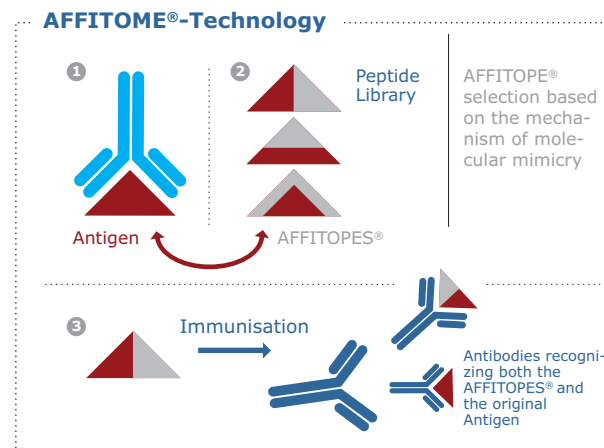 AFFITOME®-Technology
1
2
Peptide
Library
AFFITOPE®
selection based
on the mecha-
nism of mole-
cular mimicry
Antigen
AFFITOPES®
3
Immunisation
Antibodies recogni-
zing both the
AFFITOPES® and
the original
Antigen